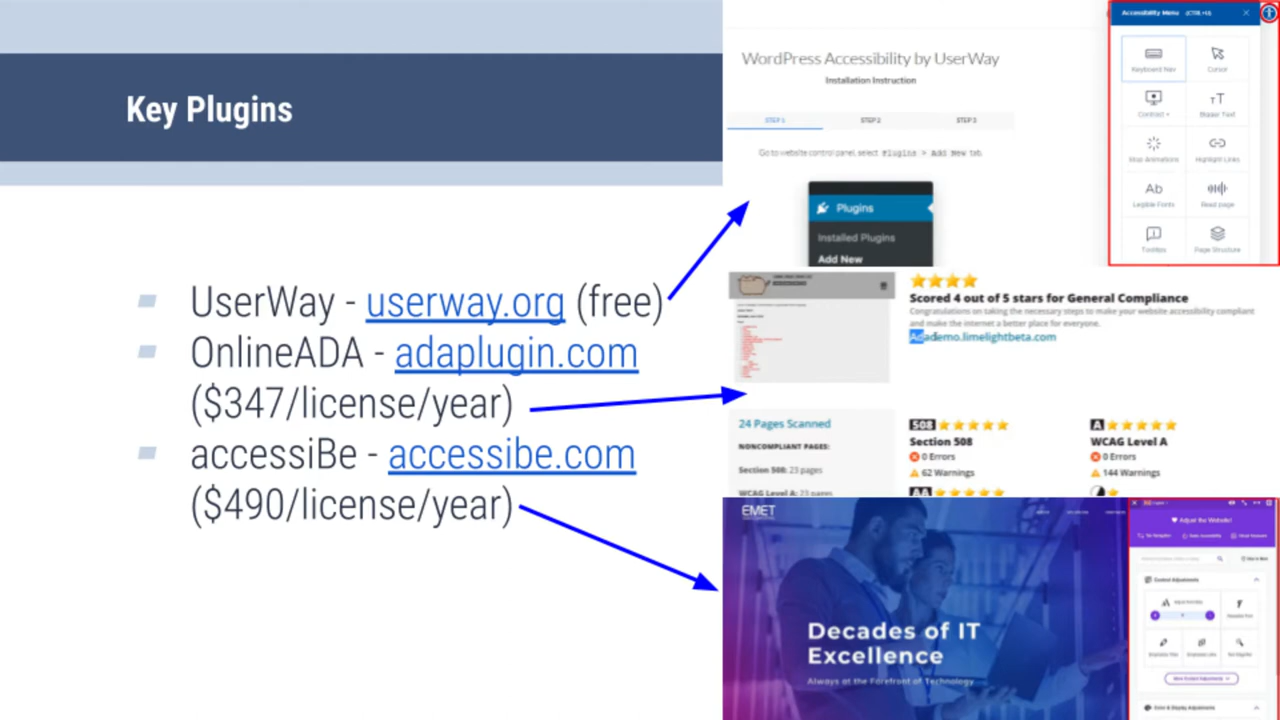 Key Plugins
UserWay - userway.org (free)
OnlineADA - adaplugin.com
($347/license/year)
accessiBe - accessibe.com
($490/license/year)
WordPress Accessibility by UserWay
Installation Instruction
STEP 1 STEP 2 STEP 3
Go to website control panel, select Plugins > Add New tab
Plugins
Installed Plugins
Add New
Accessibility Menu (CTRL+U)
Keyboard Nav Cursor
Contrast + Bigger Text
Stop Animations Highlight Links
Legible Fonts Read page
Tooltips Page Structure
Scored 4 out of 5 stars for General Compliance
Congratulations on taking the necessary steps to make your website accessibility compliant
and make the internet a better place for everyone.
Adademo.limelightbeta.com
24 Pages Scanned
NONCOMPLIANT PAGES:
Section 508: 23 pages
WCAG Level A: 23 pages
508
Section 508
0 Errors
62 Warnings
AA
A
WCAG Level A
0 Errors
144 Warnings
EMET
Decades of IT
Excellence
Always at the Forefront of Technology
Adjust the Website!
Content Adjustments
Color & Display Adjustments